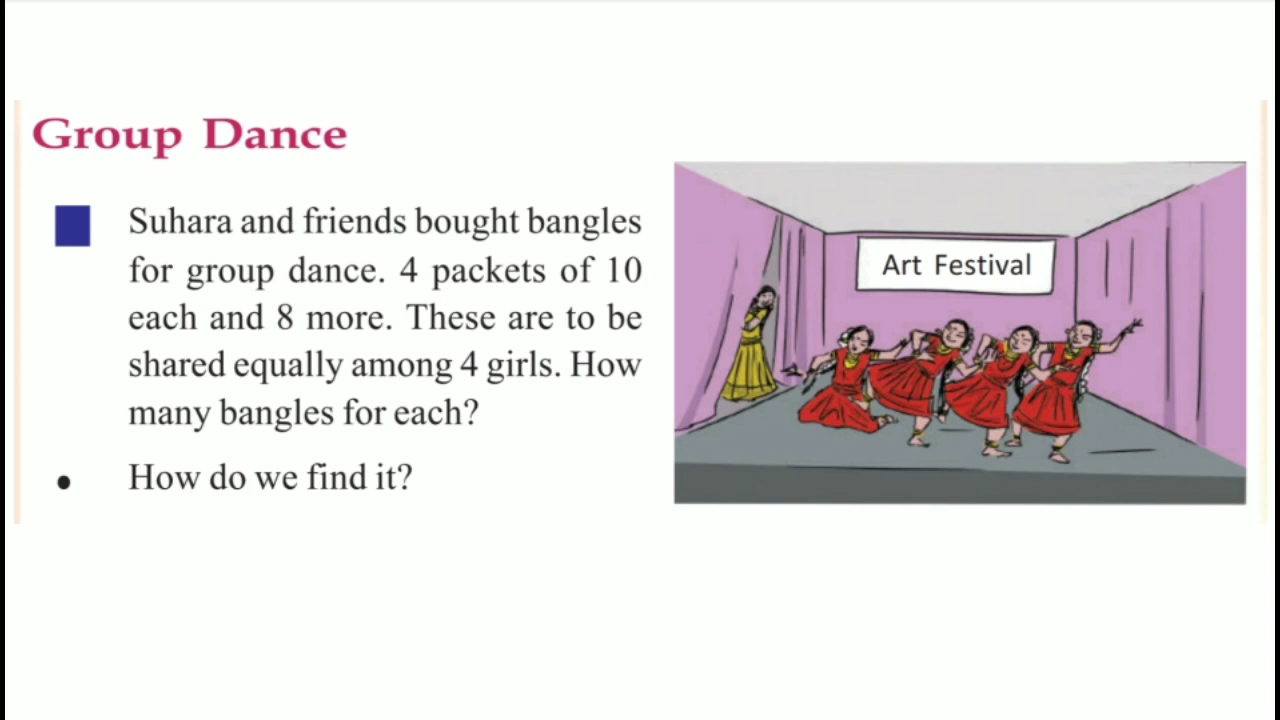 Group Dance
Suhara and friends bought bangles
for group dance. 4 packets of 10
each and 8 more. These are to be
shared equally among 4 girls. How
many bangles for each?
• How do we find it?
Art Festival